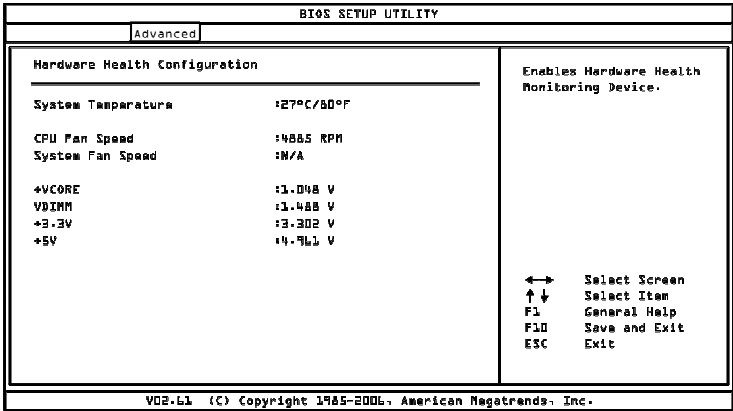 BIOS SETUP UTILITY
Advanced
Hardware Health Configuration
System Temperature :27ºC/80ºF
CPU Fan Speed :4885 RPM
System Fan Speed :N/A
+VCORE :1.048 V
VDIMM :1.488 V
+3.3V :3.302 V
+5V :4.961 V
Enables Hardware Health
Monitoring Device.
←→ Select Screen
↑↓ Select Item
F1 General Help
F10 Save and Exit
ESC Exit
V02.61 (C) Copyright 1985-2006, American Megatrends, Inc.